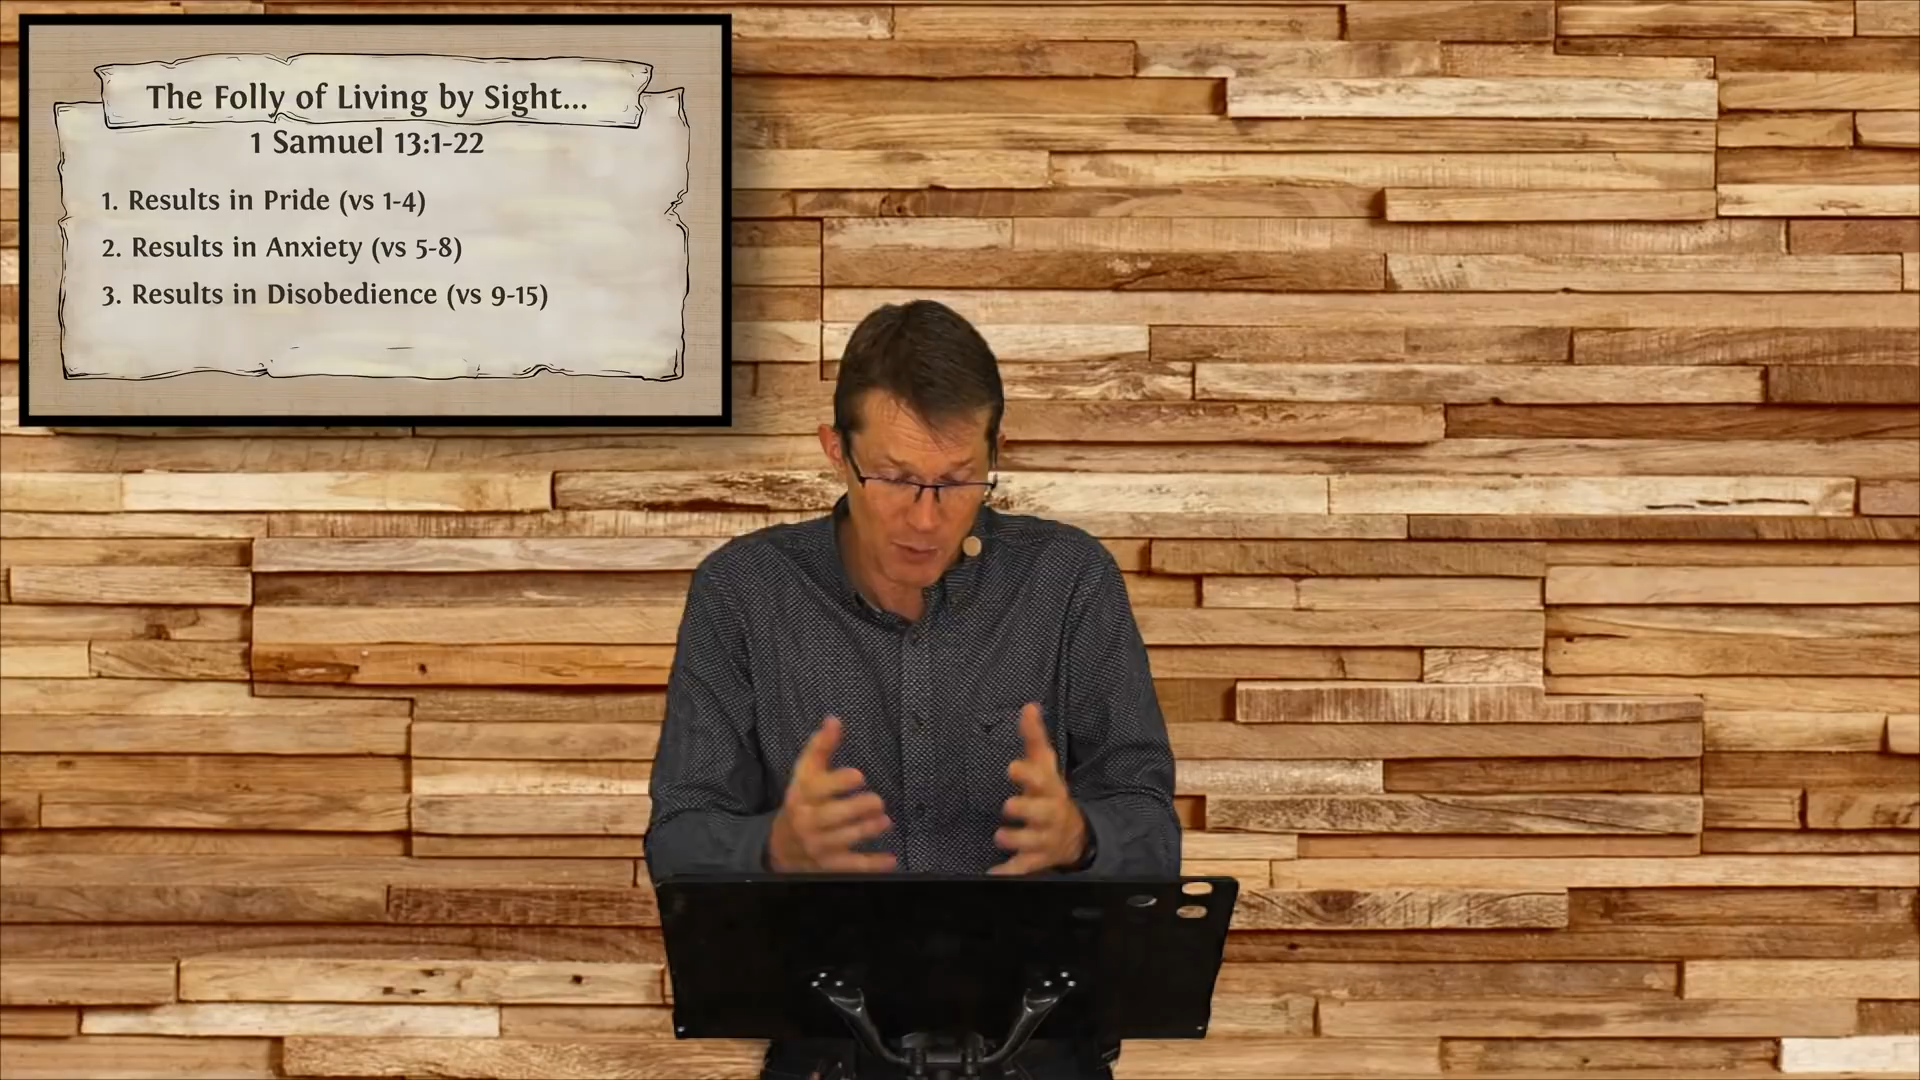 The Folly of Living by Sight...
1 Samuel 13:1-22
1. Results in Pride (vs 1-4)
2. Results in Anxiety (vs 5-8)
3. Results in Disobedience (vs 9-15)